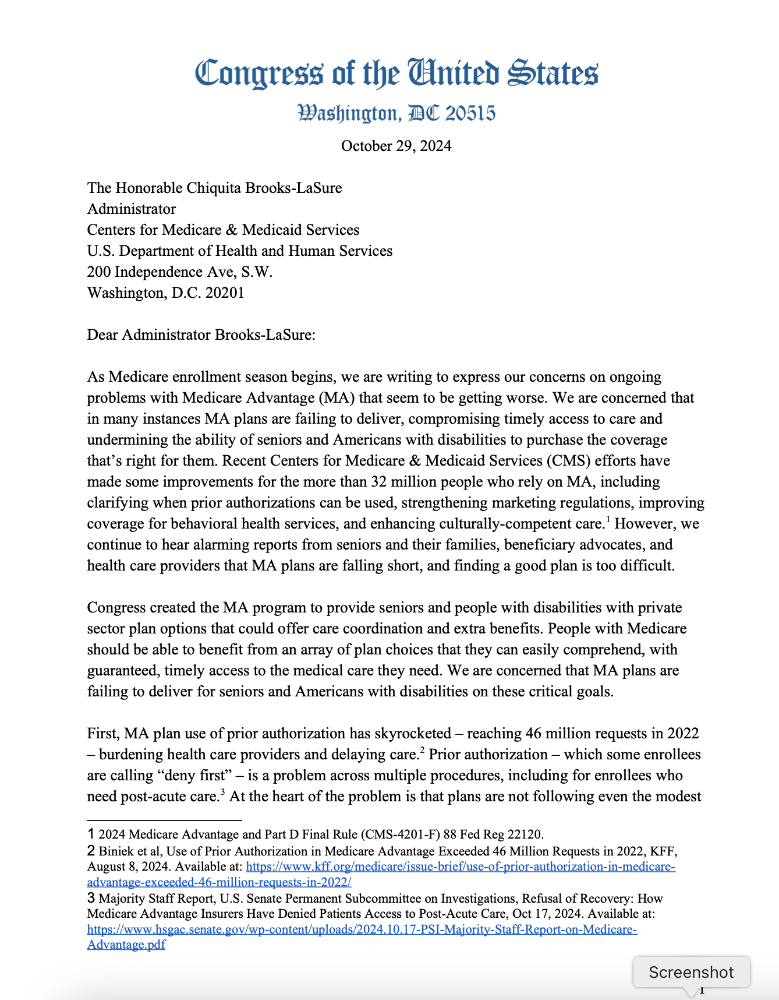 Congress of the United States
Washington, DC 20515
October 29, 2024
The Honorable Chiquita Brooks-LaSure
Administrator
Centers for Medicare & Medicaid Services
U.S. Department of Health and Human Services
200 Independence Ave, S.W.
Washington, D.C. 20201
Dear Administrator Brooks-LaSure:
As Medicare enrollment season begins, we are writing to express our concerns on ongoing
problems with Medicare Advantage (MA) that seem to be getting worse. We are concerned that
in many instances MA plans are failing to deliver, compromising timely access to care and
undermining the ability of seniors and Americans with disabilities to purchase the coverage
that’s right for them. Recent Centers for Medicare & Medicaid Services (CMS) efforts have
made some improvements for the more than 32 million people who rely on MA, including
clarifying when prior authorizations can be used, strengthening marketing regulations, improving
coverage for behavioral health services, and enhancing culturally-competent care.1 However, we
continue to hear alarming reports from seniors and their families, beneficiary advocates, and
health care providers that MA plans are falling short, and finding a good plan is too difficult.
Congress created the MA program to provide seniors and people with disabilities with private
sector plan options that could offer care coordination and extra benefits. People with Medicare
should be able to benefit from an array of plan choices that they can easily comprehend, with
guaranteed, timely access to the medical care they need. We are concerned that MA plans are
failing to deliver for seniors and Americans with disabilities on these critical goals.
First, MA plan use of prior authorization has skyrocketed – reaching 46 million requests in 2022
– burdening health care providers and delaying care.2 Prior authorization – which some enrollees
are calling “deny first” – is a problem across multiple procedures, including for enrollees who
need post-acute care.3 At the heart of the problem is that plans are not following even the modest
1 2024 Medicare Advantage and Part D Final Rule (CMS-4201-F) 88 Fed Reg 22120.
2 Biniek et al, Use of Prior Authorization in Medicare Advantage Exceeded 46 Million Requests in 2022, KFF,
August 8, 2024. Available at: https://www.kff.org/medicare/issue-brief/use-of-prior-authorization-in-medicare-
advantage-exceeded-46-million-requests-in-2022/
3 Majority Staff Report, U.S. Senate Permanent Subcommittee on Investigations, Refusal of Recovery: How
Medicare Advantage Insurers Have Denied Patients Access to Post-Acute Care, Oct 17, 2024. Available at:
https://www.hsgac.senate.gov/wp-content/uploads/2024.10.17-PSI-Majority-Staff-Report-on-Medicare-
Advantage.pdf
Screenshot
1